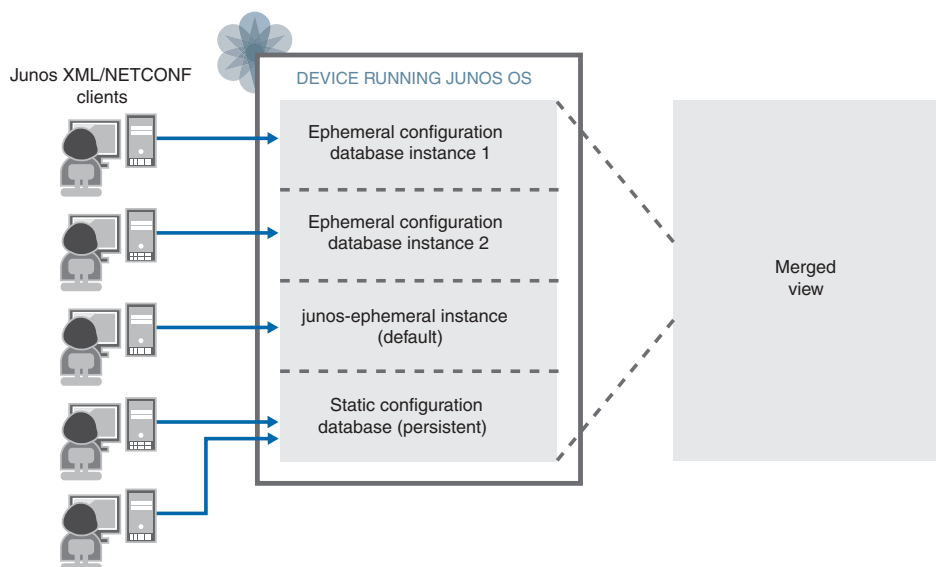 Junos XML/NETCONF
clients
DEVICE RUNNING JUNOS OS
Ephemeral configuration
database instance 1
Ephemeral configuration
database instance 2
junos-ephemeral instance
(default)
Static configuration
database (persistent)
Merged
view